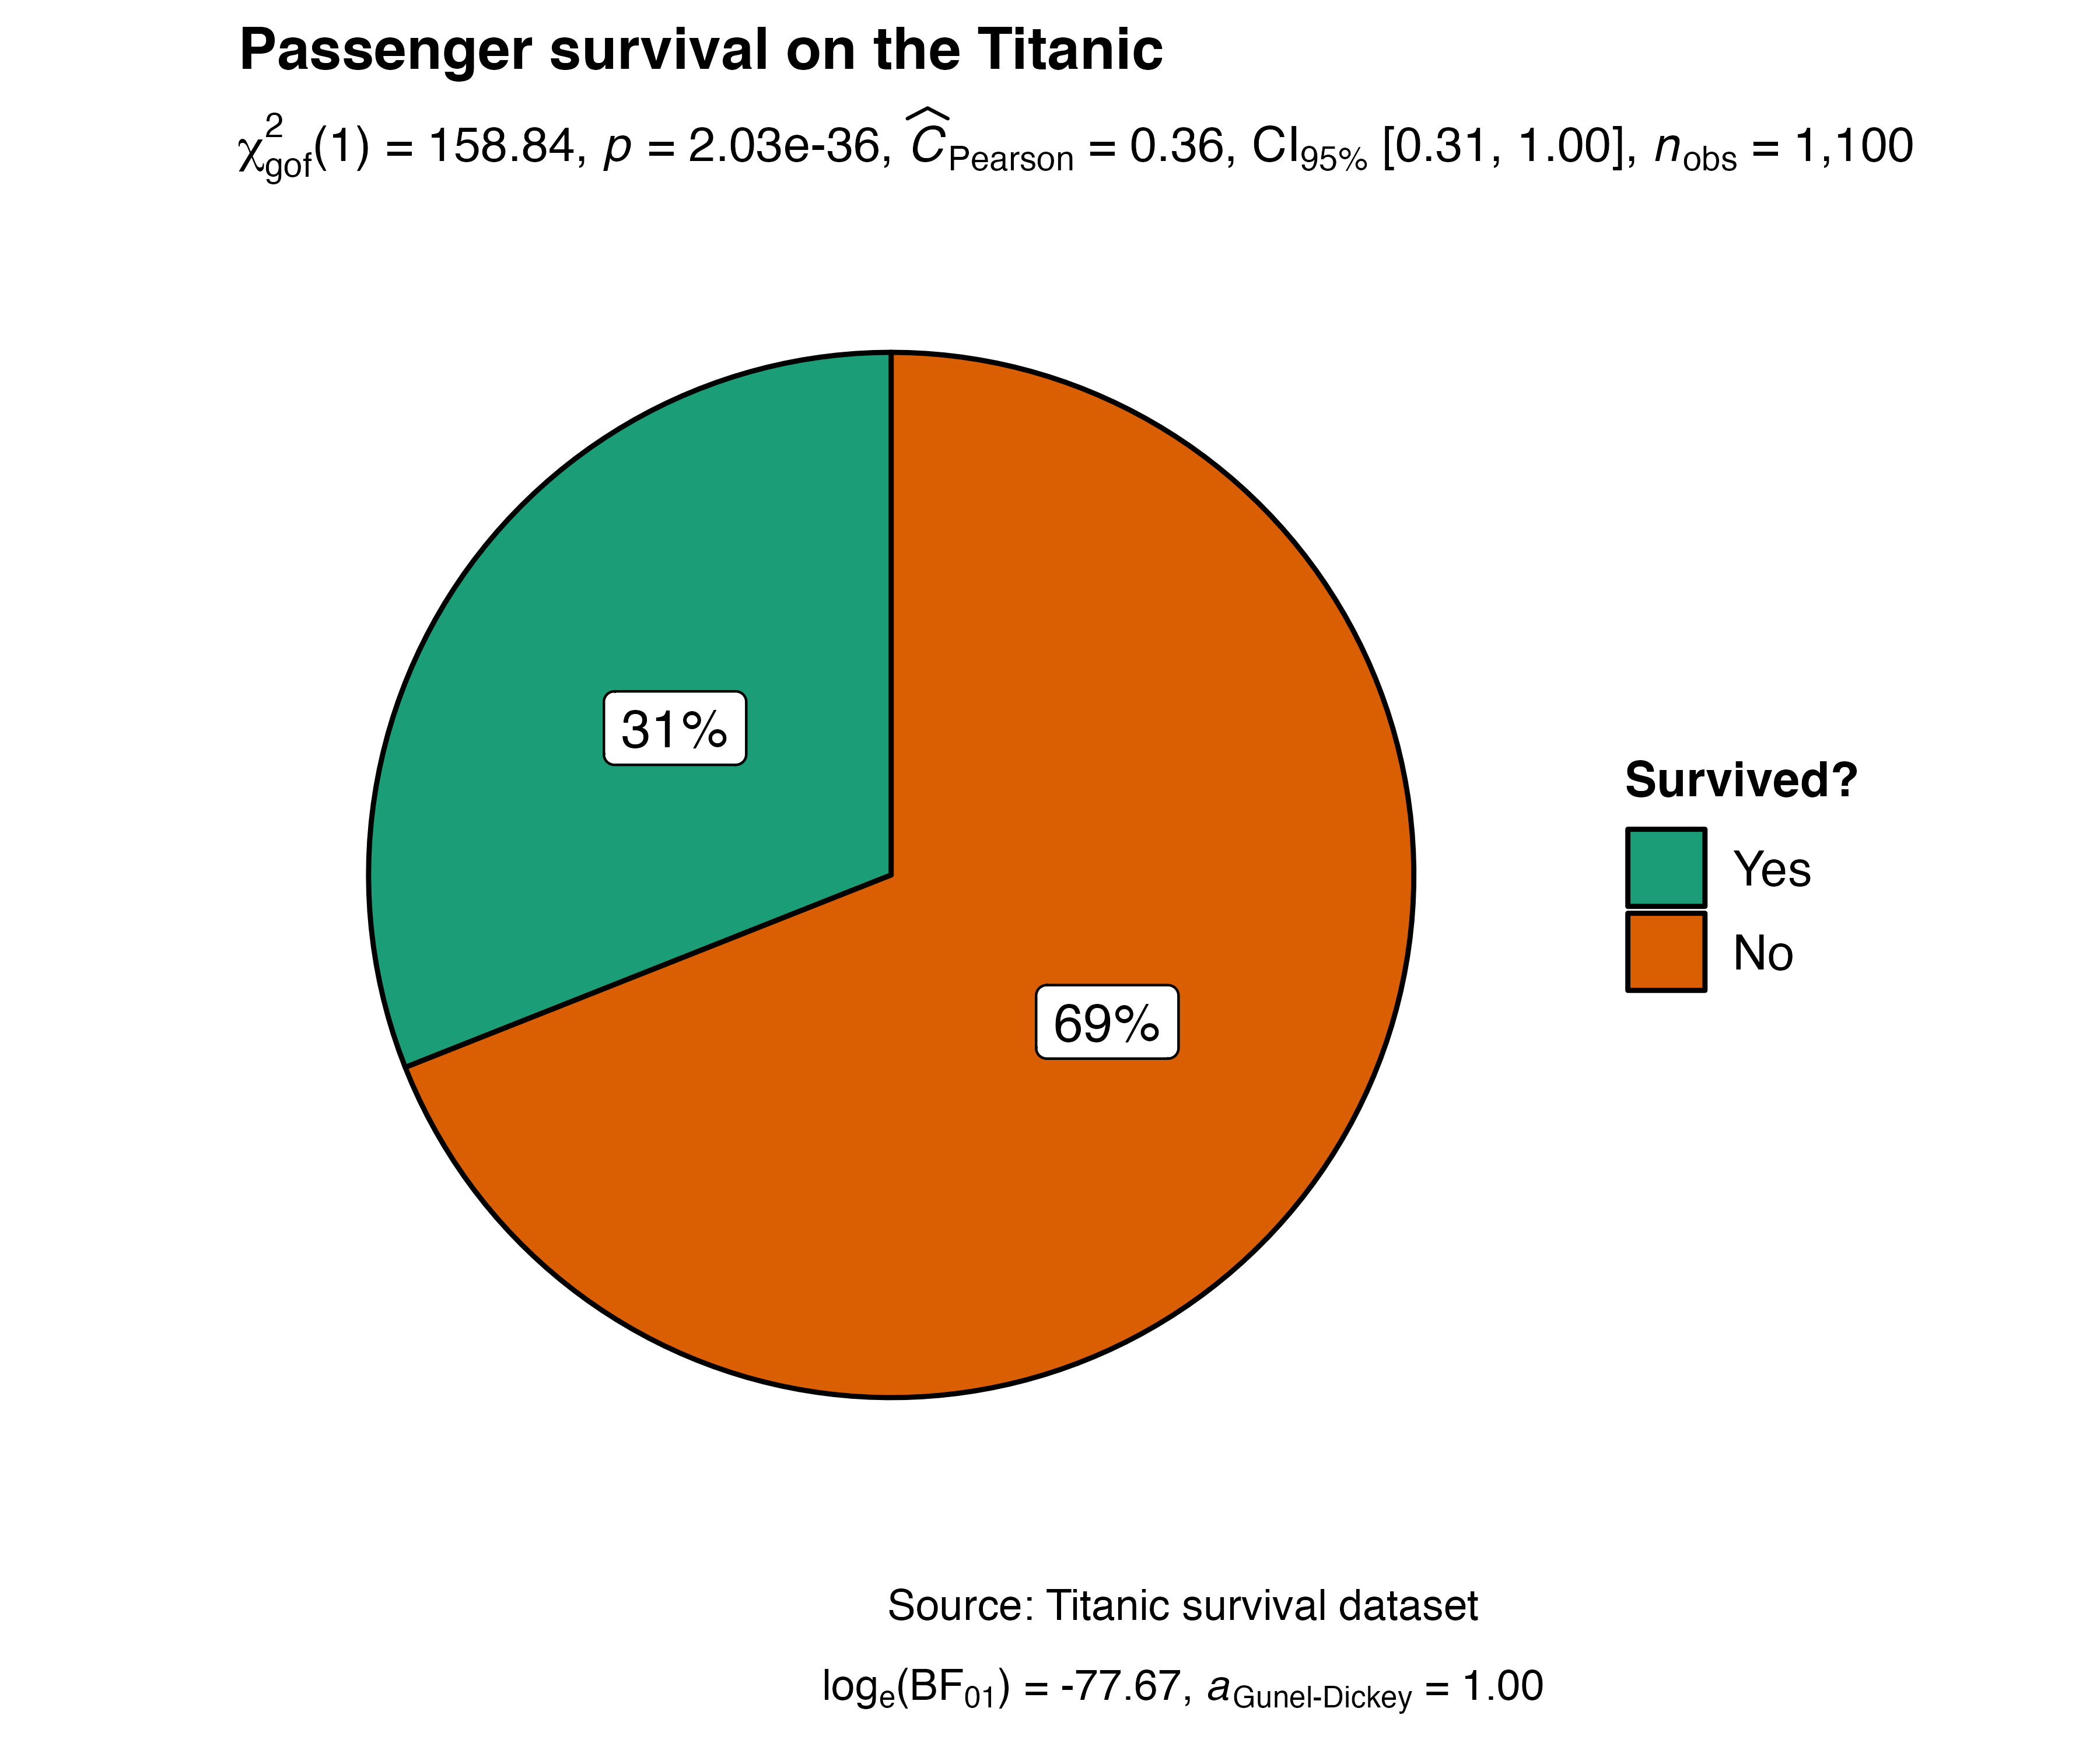 Passenger survival on the Titanic
χ²gof(1) = 158.84, p = 2.03e-36, ĈPearson = 0.36, CI95% [0.31, 1.00], nobs = 1,100
31%
69%
Survived?
Yes
No
Source: Titanic survival dataset
loge(BF01) = -77.67, aGunel-Dickey = 1.00